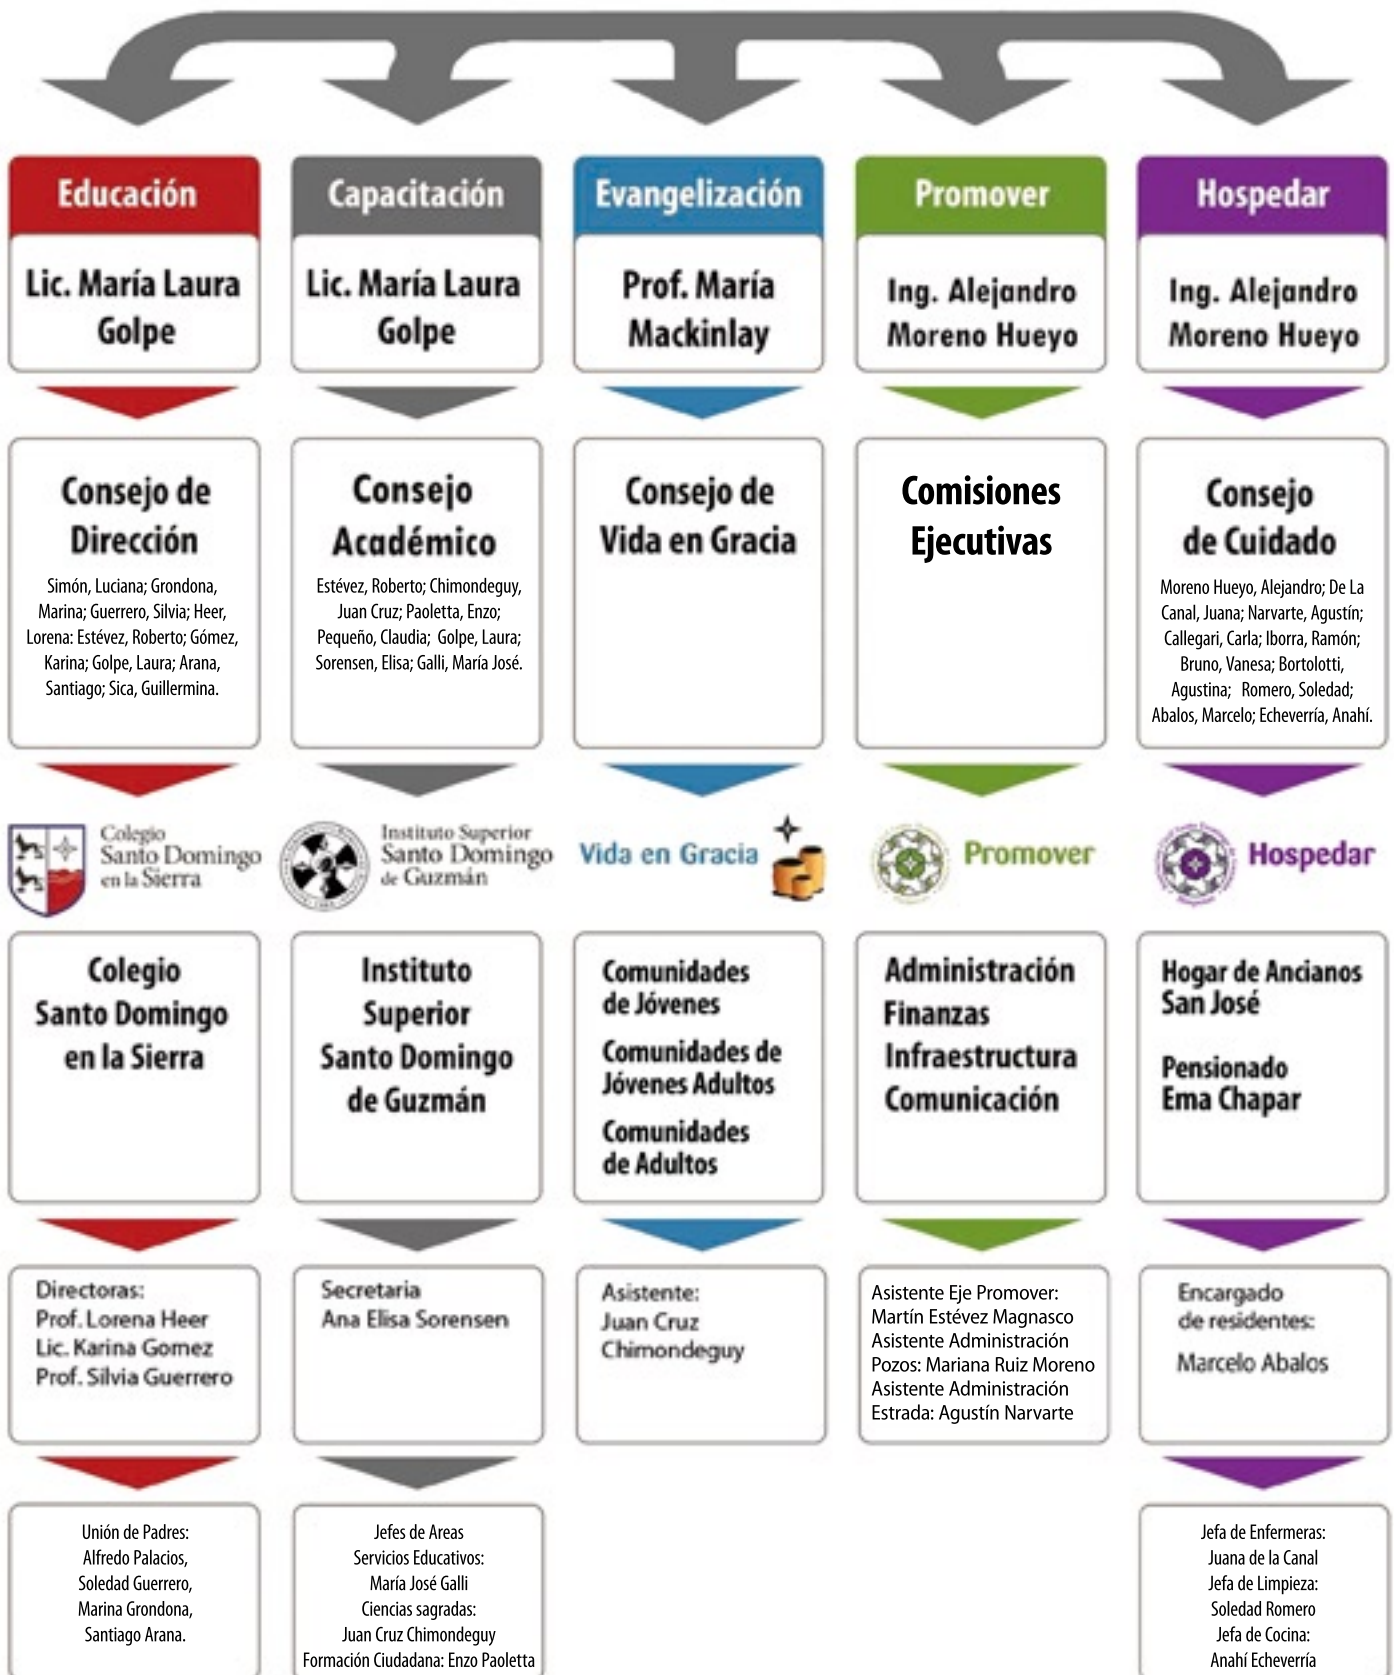 Educación
Lic. María Laura
Golpe
Consejo de
Dirección
Simón, Luciana; Grondona,
Marina; Guerrero, Silvia; Heer,
Lorena: Estévez, Roberto; Gómez,
Karina; Golpe, Laura; Arana,
Santiago; Sica, Guillermina.
Colegio
Santo Domingo
en la Sierra
Colegio
Santo Domingo
en la Sierra
Directoras:
Prof. Lorena Heer
Lic. Karina Gomez
Prof. Silvia Guerrero
Unión de Padres:
Alfredo Palacios,
Soledad Guerrero,
Marina Grondona,
Santiago Arana.
Capacitación
Lic. María Laura
Golpe
Consejo
Académico
Estévez, Roberto; Chimondeguy,
Juan Cruz; Paoletta, Enzo;
Pequeño, Claudia; Golpe, Laura;
Sorensen, Elisa; Galli, María José.
Instituto Superior
Santo Domingo
de Guzmán
Instituto
Superior
Santo Domingo
de Guzmán
Secretaria
Ana Elisa Sorensen
Jefes de Areas
Servicios Educativos:
María José Galli
Ciencias sagradas:
Juan Cruz Chimondeguy
Formación Ciudadana: Enzo Paoletta
Evangelización
Prof. María
Mackinlay
Consejo de
Vida en Gracia
Vida en Gracia
Comunidades
de Jóvenes
Comunidades de
Jóvenes Adultos
Comunidades
de Adultos
Asistente:
Juan Cruz
Chimondeguy
Promover
Ing. Alejandro
Moreno Hueyo
Comisiones
Ejecutivas
Promover
Administración
Finanzas
Infraestructura
Comunicación
Asistente Eje Promover:
Martín Estévez Magnasco
Asistente Administración
Pozos: Mariana Ruiz Moreno
Asistente Administración
Estrada: Agustín Narvarte
Hospedar
Ing. Alejandro
Moreno Hueyo
Consejo
de Cuidado
Moreno Hueyo, Alejandro; De La
Canal, Juana; Narvarte, Agustín;
Callegari, Carla; Iborra, Ramón;
Bruno, Vanesa; Bortolotti,
Agustina; Romero, Soledad;
Abalos, Marcelo; Echeverría, Anahí.
Hospedar
Hogar de Ancianos
San José
Pensionado
Ema Chapar
Encargado
de residentes:
Marcelo Abalos
Jefa de Enfermeras:
Juana de la Canal
Jefa de Limpieza:
Soledad Romero
Jefa de Cocina:
Anahí Echeverría